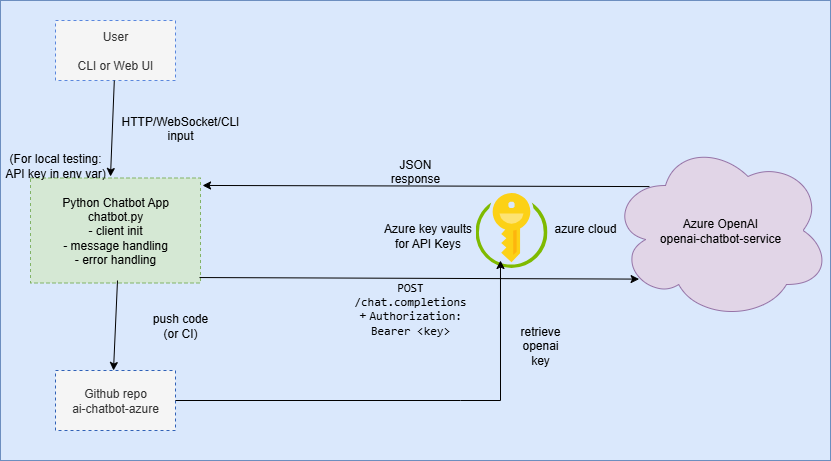 User
CLI or Web UI
HTTP/WebSocket/CLI
input
(For local testing:
API key in env var)
Python Chatbot App
chatbot.py
- client init
- message handling
- error handling
JSON
response
Azure key vaults
for API Keys
azure cloud
Azure OpenAI
openai-chatbot-service
POST
/chat.completions
+ Authorization:
Bearer <key>
push code
(or CI)
retrieve
openai
key
Github repo
ai-chatbot-azure